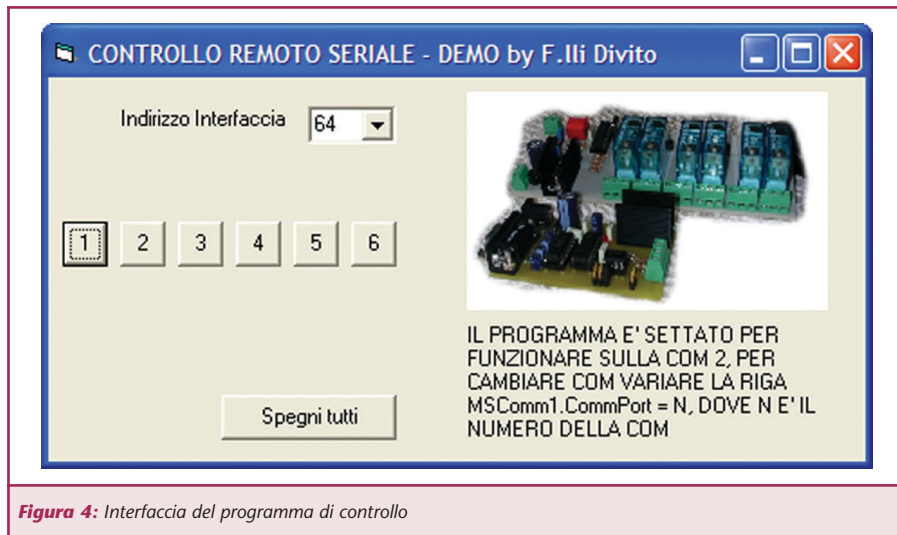 CONTROLLO REMOTO SERIALE - DEMO by F.lli Divito
Indirizzo Interfaccia 64
1 2 3 4 5 6
IL PROGRAMMA E' SETTATO PER
FUNZIONARE SULLA COM 2, PER
CAMBIARE COM VARIARE LA RIGA
MSComm1.CommPort = N, DOVE N E' IL
NUMERO DELLA COM
Spegni tutti
Figura 4: Interfaccia del programma di controllo